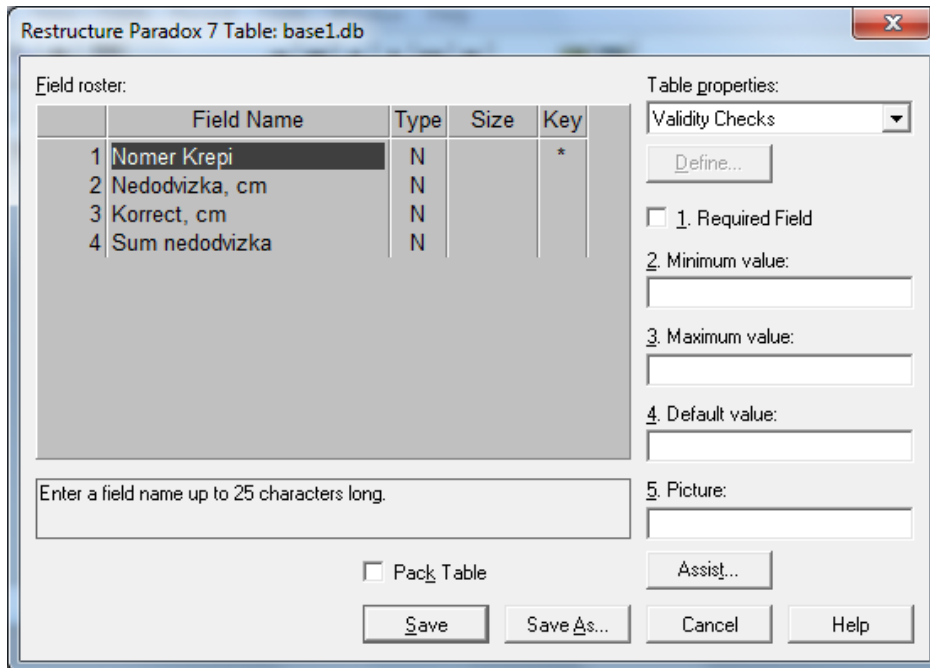 Restructure Paradox 7 Table: base1.db
Field roster:
Field Name Type Size Key
1 Nomer Krepi N *
2 Nedodvizka, cm N
3 Korrect, cm N
4 Sum nedodvizka N
Enter a field name up to 25 characters long.
Pack Table
Save
Save As...
Table properties:
Validity Checks
Define...
1. Required Field
2. Minimum value:
3. Maximum value:
4. Default value:
5. Picture:
Assist...
Cancel
Help